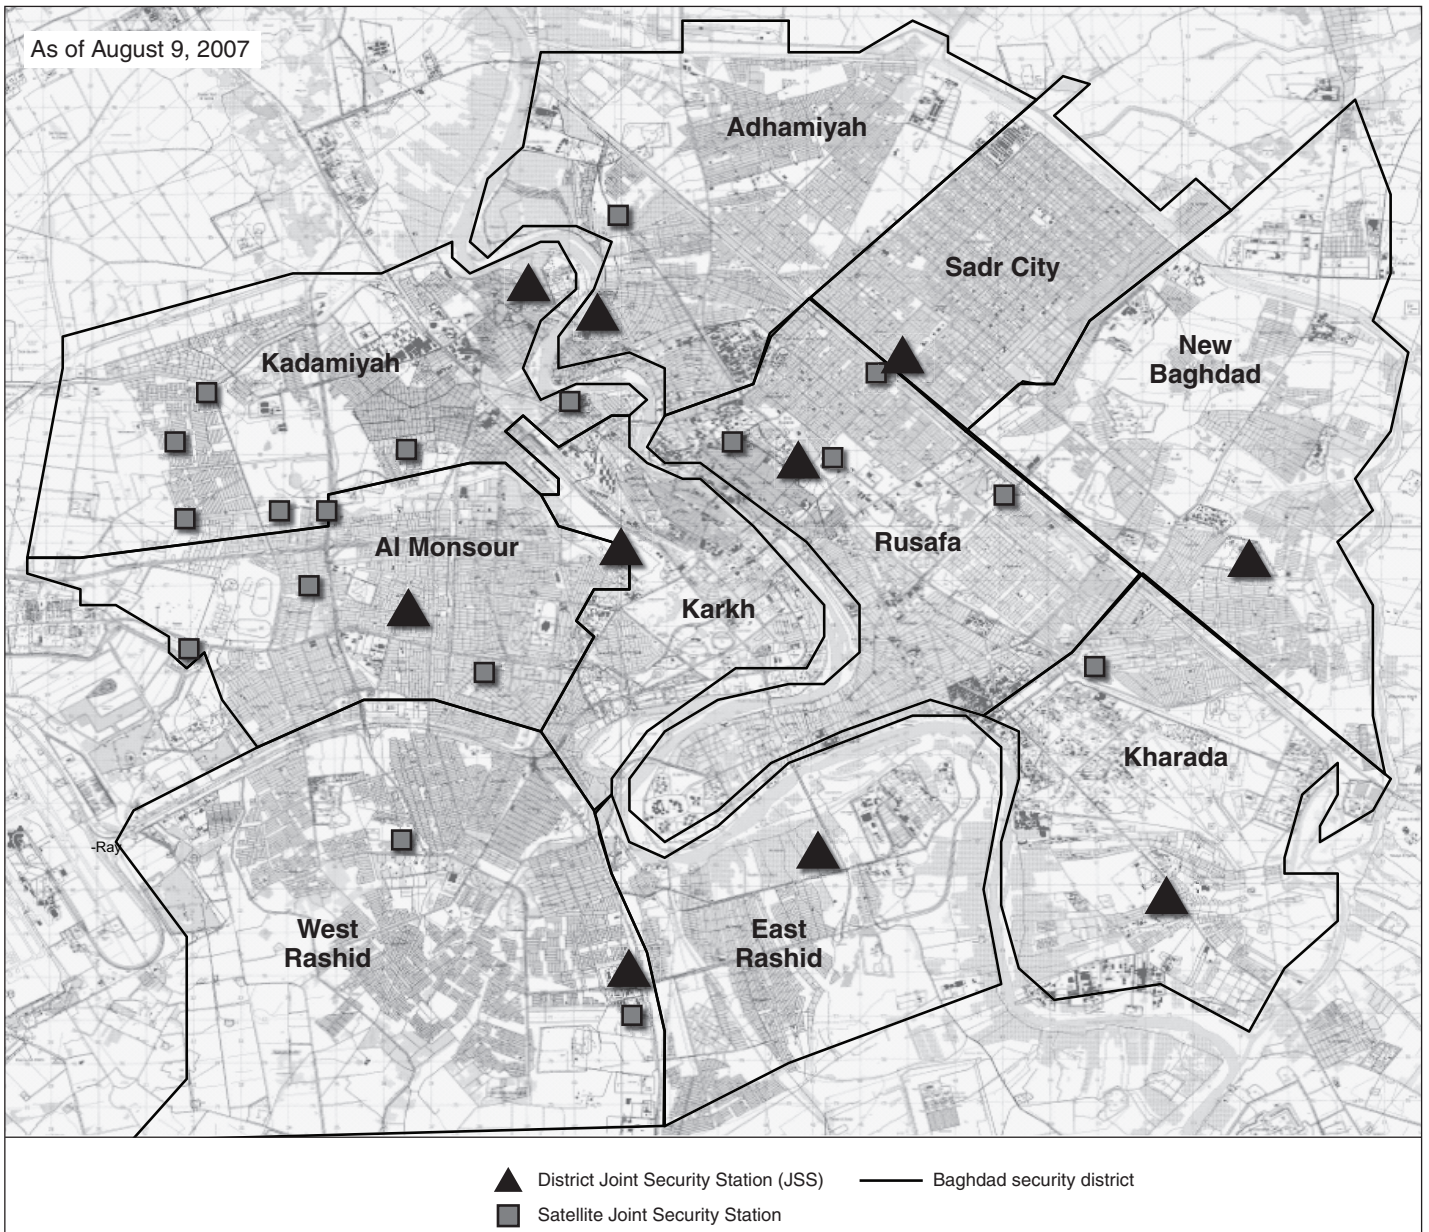 As of August 9, 2007
Adhamiyah
Sadr City
New
Baghdad
Kadamiyah
Al Monsour
Rusafa
Karkh
Kharada
-Ray
West
Rashid
East
Rashid
District Joint Security Station (JSS)
Baghdad security district
Satellite Joint Security Station